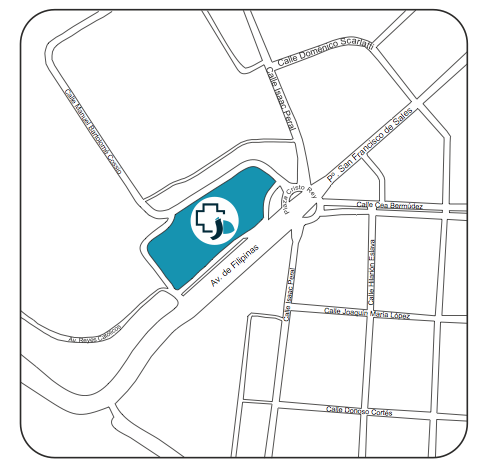 Calle Domenico Scarlatti
Calle Isaac Peral
Calle Manuel Bartolomé Cossío
Pº. San Francisco de Sales
Plaza Cristo Rey
Calle Cea Bermúdez
Av. de Filipinas
Calle Hilarión Eslava
Calle Isaac Peral
Calle Joaquín María López
Av. Reyes Católicos
Calle Donoso Cortés